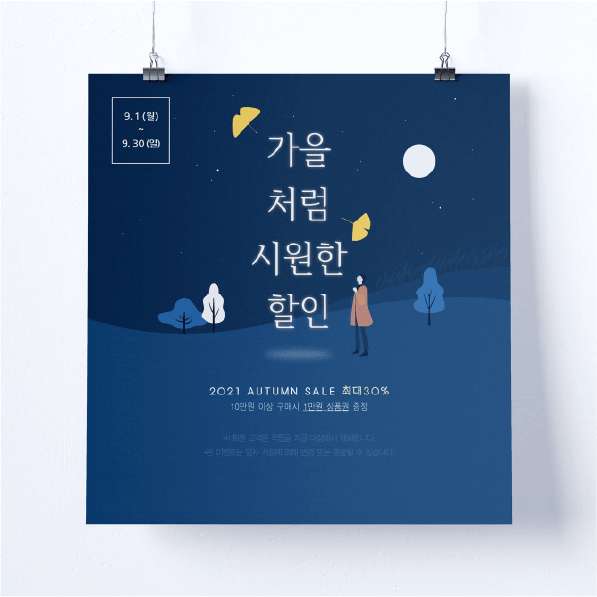 9.1 (월)
~
9.30 (일)
가을
처럼
시원한
할인
2021 AUTUMN SALE 최대30%
10만원 이상 구매시 1만원 상품권 증정